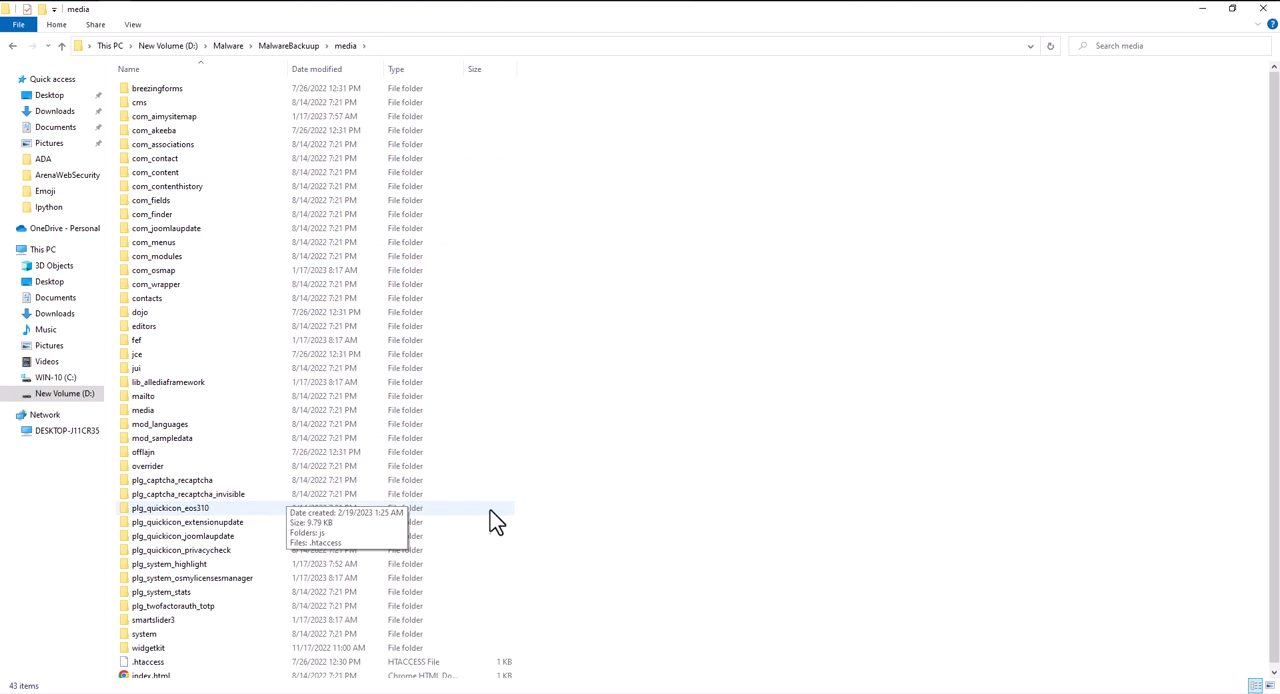 media
File Home Share View
This PC New Volume (D:) Malware MalwareBackuup media Search media
Name Date modified Type Size
Quick access
Desktop
Downloads
Documents
Pictures
ADA
ArenaWebSecurity
Emoji
Ipython
OneDrive - Personal
This PC
3D Objects
Desktop
Documents
Downloads
Music
Pictures
Videos
WIN-10 (C:)
New Volume (D:)
Network
DESKTOP-J11CR35
breezingforms 7/26/2022 12:31 PM File folder
cms 8/14/2022 7:21 PM File folder
com_aimysitemap 1/17/2023 7:57 AM File folder
com_akeeba 7/26/2022 12:31 PM File folder
com_associations 8/14/2022 7:21 PM File folder
com_contact 8/14/2022 7:21 PM File folder
com_content 8/14/2022 7:21 PM File folder
com_contenthistory 8/14/2022 7:21 PM File folder
com_fields 8/14/2022 7:21 PM File folder
com_finder 8/14/2022 7:21 PM File folder
com_joomlaupdate 8/14/2022 7:21 PM File folder
com_menus 8/14/2022 7:21 PM File folder
com_modules 8/14/2022 7:21 PM File folder
com_osmap 1/17/2023 8:17 AM File folder
com_wrapper 8/14/2022 7:21 PM File folder
contacts 8/14/2022 7:21 PM File folder
dojo 7/26/2022 12:31 PM File folder
editors 8/14/2022 7:21 PM File folder
fef 1/17/2023 8:17 AM File folder
jce 7/26/2022 12:31 PM File folder
jui 8/14/2022 7:21 PM File folder
lib_allediaframework 1/17/2023 8:17 AM File folder
mailto 8/14/2022 7:21 PM File folder
media 8/14/2022 7:21 PM File folder
mod_languages 8/14/2022 7:21 PM File folder
mod_sampledata 8/14/2022 7:21 PM File folder
offlajn 7/26/2022 12:31 PM File folder
overrider 8/14/2022 7:21 PM File folder
plg_captcha_recaptcha 8/14/2022 7:21 PM File folder
plg_captcha_recaptcha_invisible 8/14/2022 7:21 PM File folder
plg_quickicon_eos310
plg_quickicon_extensionupdate
plg_quickicon_joomlaupdate
plg_quickicon_privacycheck
Date created: 2/19/2023 1:25 AM
Size: 9.79 KB
Folders: js
Files: .htaccess
plg_system_highlight 1/17/2023 7:52 AM File folder
plg_system_osmylicensesmanager 1/17/2023 8:17 AM File folder
plg_system_stats 8/14/2022 7:21 PM File folder
plg_twofactorauth_totp 8/14/2022 7:21 PM File folder
smartslider3 1/17/2023 8:17 AM File folder
system 8/14/2022 7:21 PM File folder
widgetkit 11/17/2022 11:00 AM File folder
.htaccess 7/26/2022 12:30 PM HTACCESS File 1 KB
index.html 8/14/2022 7:21 PM Chrome HTML Do... 1 KB
43 items